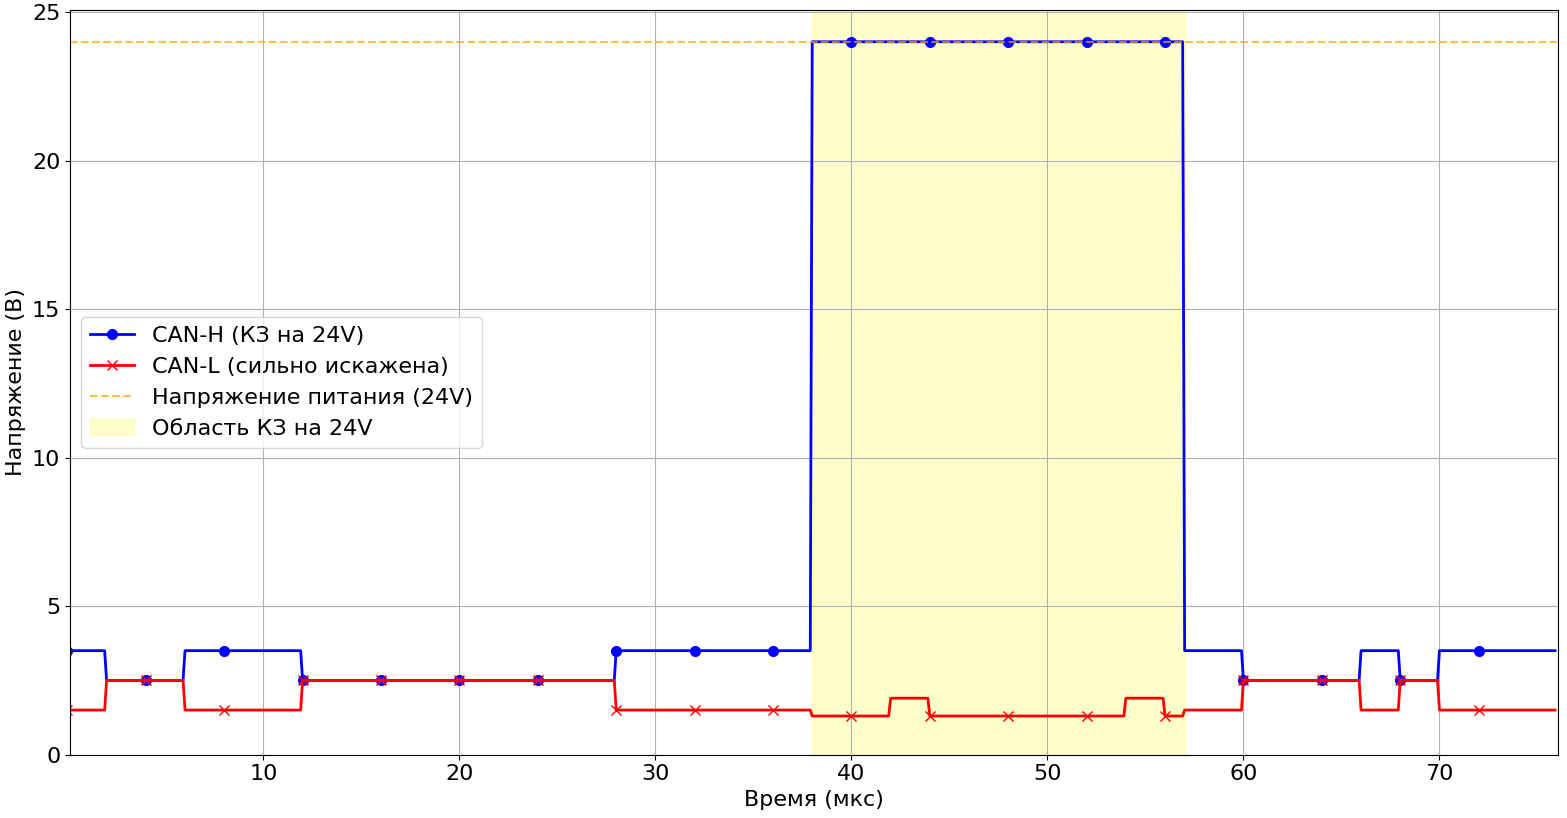 25
20
15
10
5
0
Напряжение (В)
CAN-H (КЗ на 24V)
CAN-L (сильно искажена)
Напряжение питания (24V)
Область КЗ на 24V
10 20 30 40 50 60 70
Время (мкс)